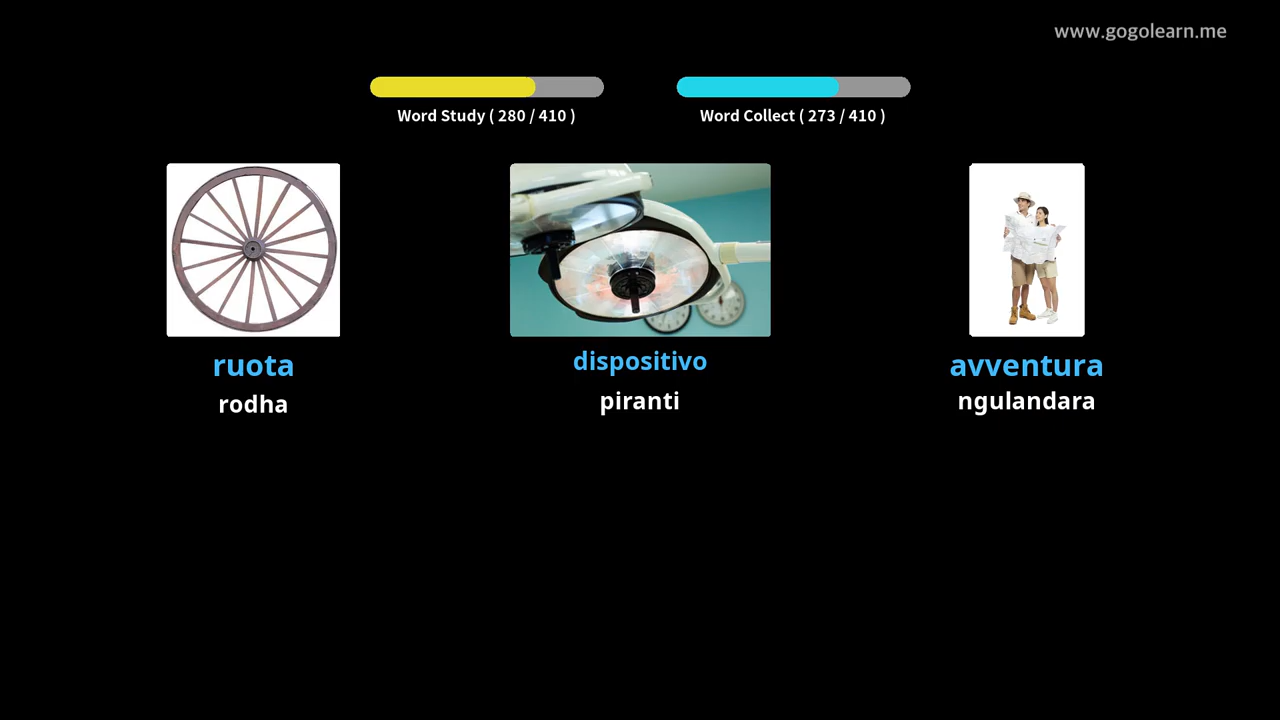 www.gogolearn.me
Word Study ( 280 / 410 )
Word Collect ( 273 / 410 )
ruota
rodha
dispositivo
piranti
avventura
ngulandara